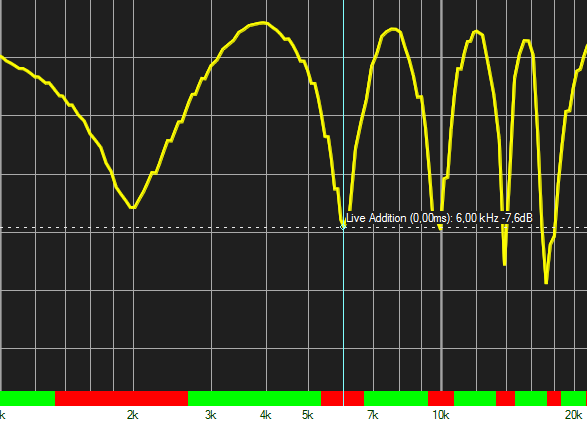 Live Addition (0,00ms): 6,00 kHz -7,6dB
k 2k 3k 4k 5k 7k 10k 20k